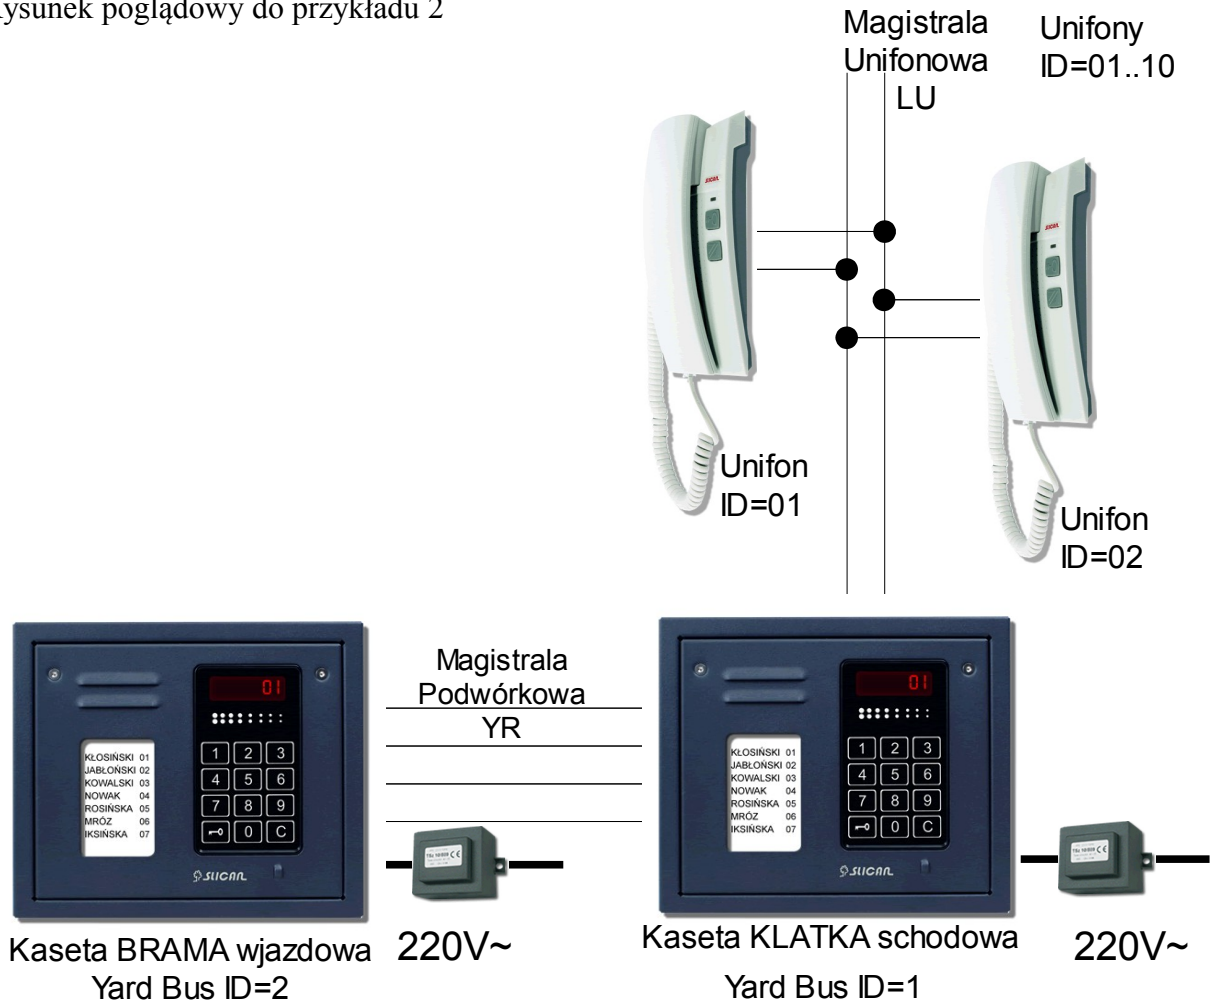 Rysunek poglądowy do przykładu 2
Magistrala
Unifonowa
LU
Unifony
ID=01..10
SLICAN
SLICAN
Unifon
ID=01
Unifon
ID=02
Magistrala
Podwórkowa
YR
01
KŁOSIŃSKI 01
JABŁOŃSKI 02
KOWALSKI 03
NOWAK 04
ROSIŃSKA 05
MRÓZ 06
IKSIŃSKA 07
1 2 3
4 5 6
7 8 9
0 C
SLICAN
01
KŁOSIŃSKI 01
JABŁOŃSKI 02
KOWALSKI 03
NOWAK 04
ROSIŃSKA 05
MRÓZ 06
IKSIŃSKA 07
1 2 3
4 5 6
7 8 9
0 C
SLICAN
Kaseta BRAMA wjazdowa
Yard Bus ID=2
220V~
Kaseta KLATKA schodowa
Yard Bus ID=1
220V~